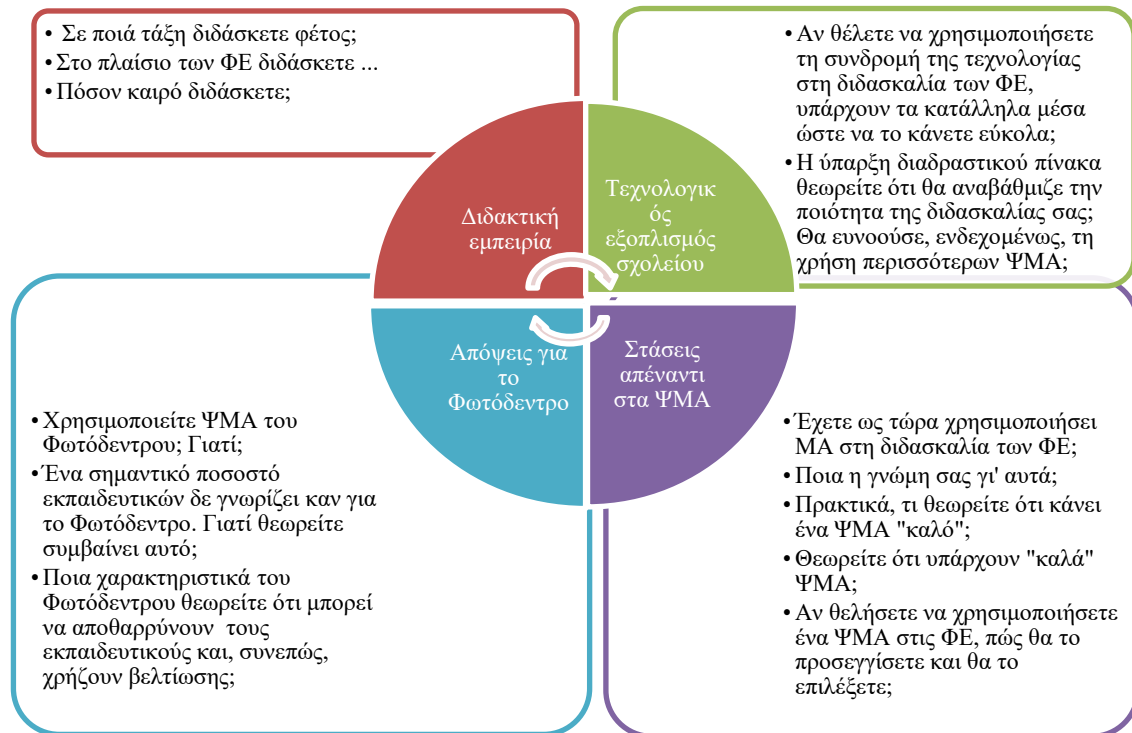 • Σε ποιά τάξη διδάσκετε φέτος;
• Στο πλαίσιο των ΦΕ διδάσκετε ...
• Πόσον καιρό διδάσκετε;
• Αν θέλετε να χρησιμοποιήσετε
τη συνδρομή της τεχνολογίας
στη διδασκαλία των ΦΕ,
υπάρχουν τα κατάλληλα μέσα
ώστε να το κάνετε εύκολα;
• Η ύπαρξη διαδραστικού πίνακα
θεωρείτε ότι θα αναβάθμιζε την
ποιότητα της διδασκαλίας σας;
Θα ευνοούσε, ενδεχομένως, τη
χρήση περισσότερων ΨΜΑ;
Διδακτική
εμπειρία
Τεχνολογικ
ός
εξοπλισμός
σχολείου
Απόψεις για
το
Φωτόδεντρο
Στάσεις
απέναντι
στα ΨΜΑ
• Χρησιμοποιείτε ΨΜΑ του
Φωτόδεντρου; Γιατί;
• Ένα σημαντικό ποσοστό
εκπαιδευτικών δε γνωρίζει καν για
το Φωτόδεντρο. Γιατί θεωρείτε
συμβαίνει αυτό;
• Ποια χαρακτηριστικά του
Φωτόδεντρου θεωρείτε ότι μπορεί
να αποθαρρύνουν τους
εκπαιδευτικούς και, συνεπώς,
χρήζουν βελτίωσης;
• Έχετε ως τώρα χρησιμοποιήσει
ΜΑ στη διδασκαλία των ΦΕ;
• Ποια η γνώμη σας γι' αυτά;
• Πρακτικά, τι θεωρείτε ότι κάνει
ένα ΨΜΑ "καλό";
• Θεωρείτε ότι υπάρχουν "καλά"
ΨΜΑ;
• Αν θελήσετε να χρησιμοποιήσετε
ένα ΨΜΑ στις ΦΕ, πώς θα το
προσεγγίσετε και θα το
επιλέξετε;